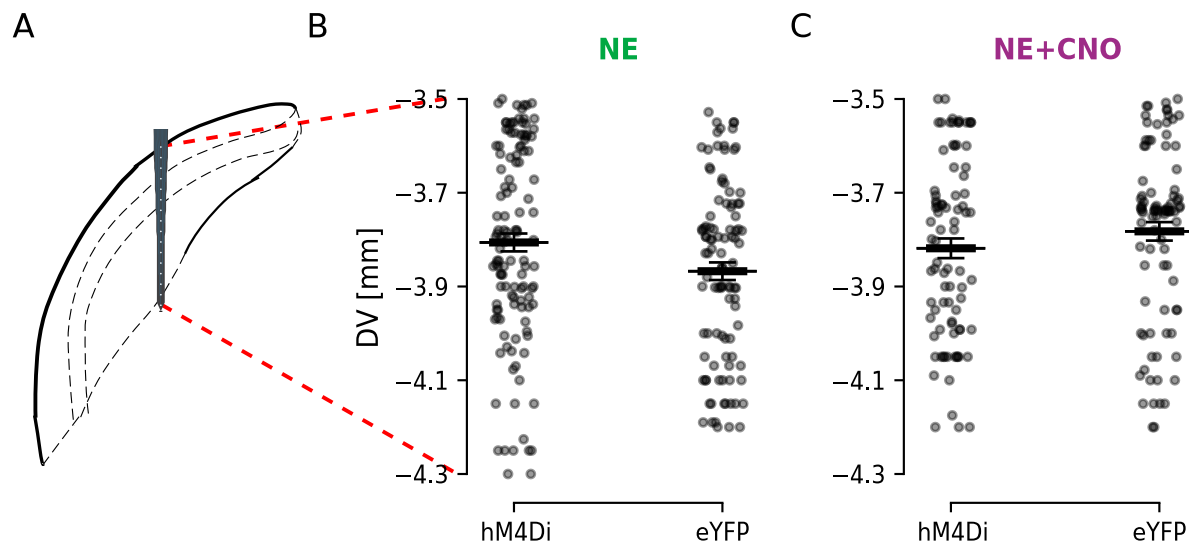 A
B
C
NE
NE+CNO
DV [mm]
−3.5
−3.7
−3.9
−4.1
−4.3
hM4Di
eYFP
−3.5
−3.7
−3.9
−4.1
−4.3
hM4Di
eYFP